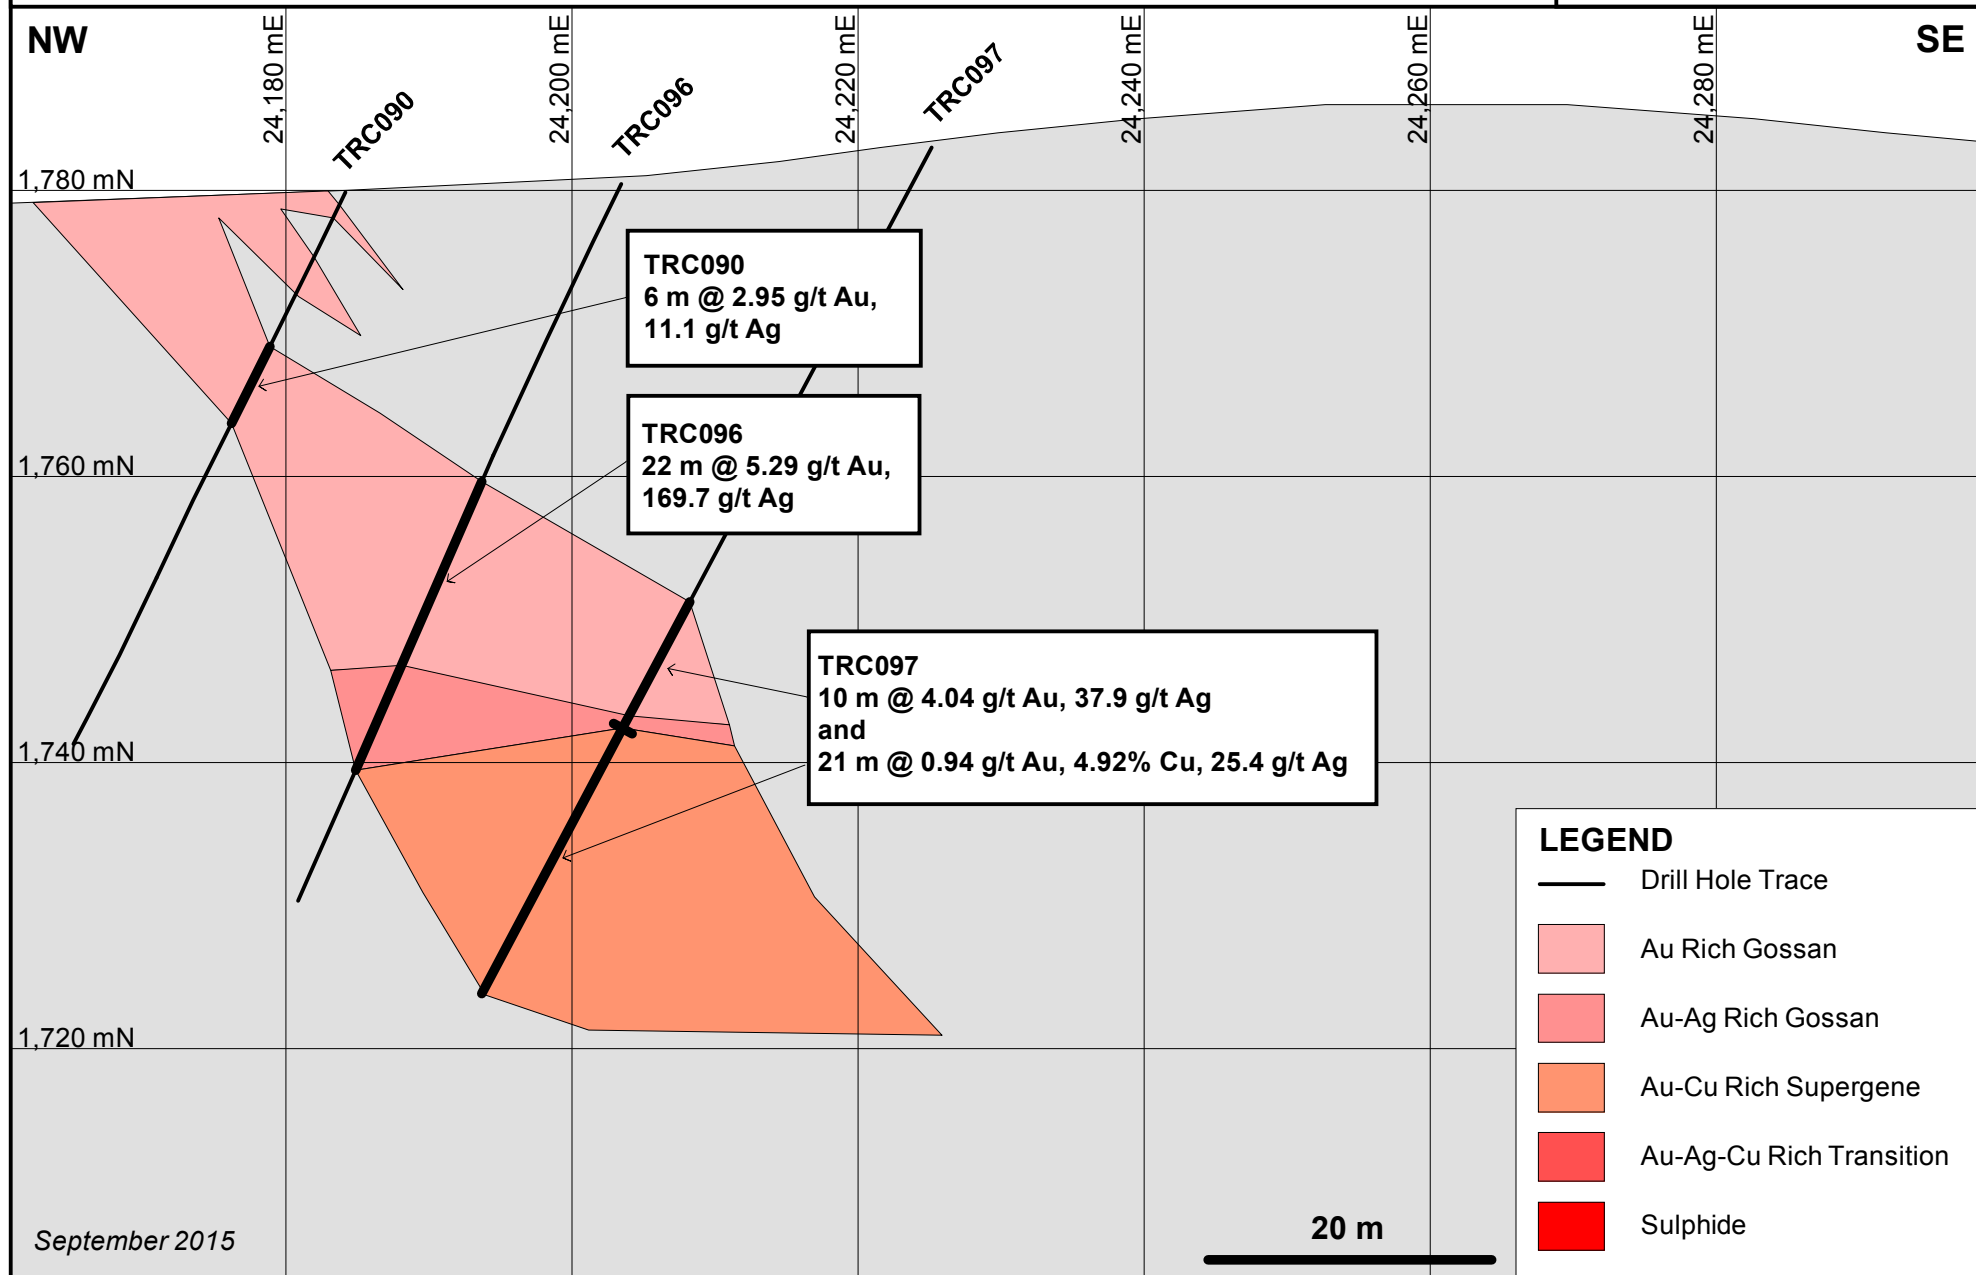 NW
SE
24,180 mE
24,200 mE
24,220 mE
24,240 mE
24,260 mE
24,280 mE
TRC090
TRC096
TRC097
1,780 mN
TRC090
6 m @ 2.95 g/t Au,
11.1 g/t Ag
TRC096
22 m @ 5.29 g/t Au,
169.7 g/t Ag
1,760 mN
TRC097
10 m @ 4.04 g/t Au, 37.9 g/t Ag
and
21 m @ 0.94 g/t Au, 4.92% Cu, 25.4 g/t Ag
1,740 mN
1,720 mN
LEGEND
Drill Hole Trace
Au Rich Gossan
Au-Ag Rich Gossan
Au-Cu Rich Supergene
Au-Ag-Cu Rich Transition
Sulphide
20 m
September 2015